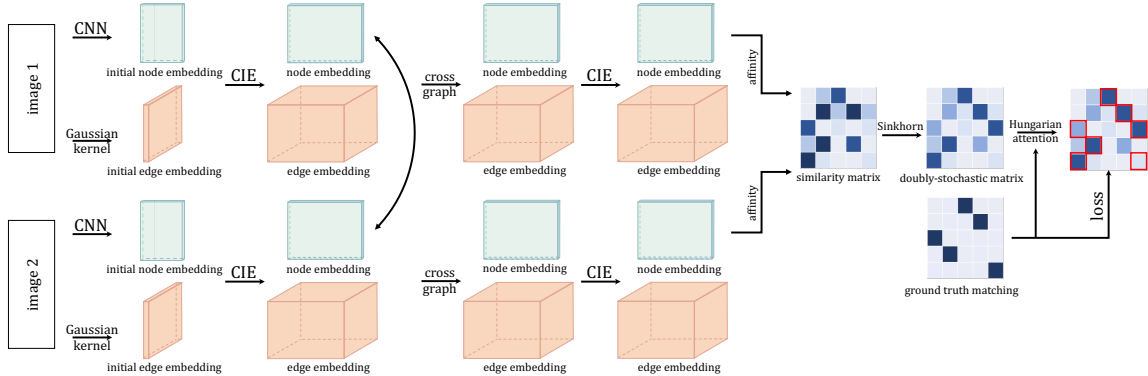 image 1
CNN
initial node embedding
Gaussian
kernel
initial edge embedding
CIE
node embedding
edge embedding
cross
graph
node embedding
edge embedding
CIE
node embedding
edge embedding
affinity
image 2
CNN
initial node embedding
Gaussian
kernel
initial edge embedding
CIE
node embedding
edge embedding
cross
graph
node embedding
edge embedding
CIE
node embedding
edge embedding
affinity
similarity matrix
Sinkhorn
doubly-stochastic matrix
Hungarian
attention
ground truth matching
loss